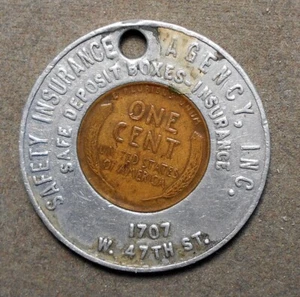 SAFETY INSURANCE AGENCY, INC.
SAFE DEPOSIT BOXES-INSURANCE
ONE
CENT
UNITED STATES
OF AMERICA
1707
W. 47TH ST.